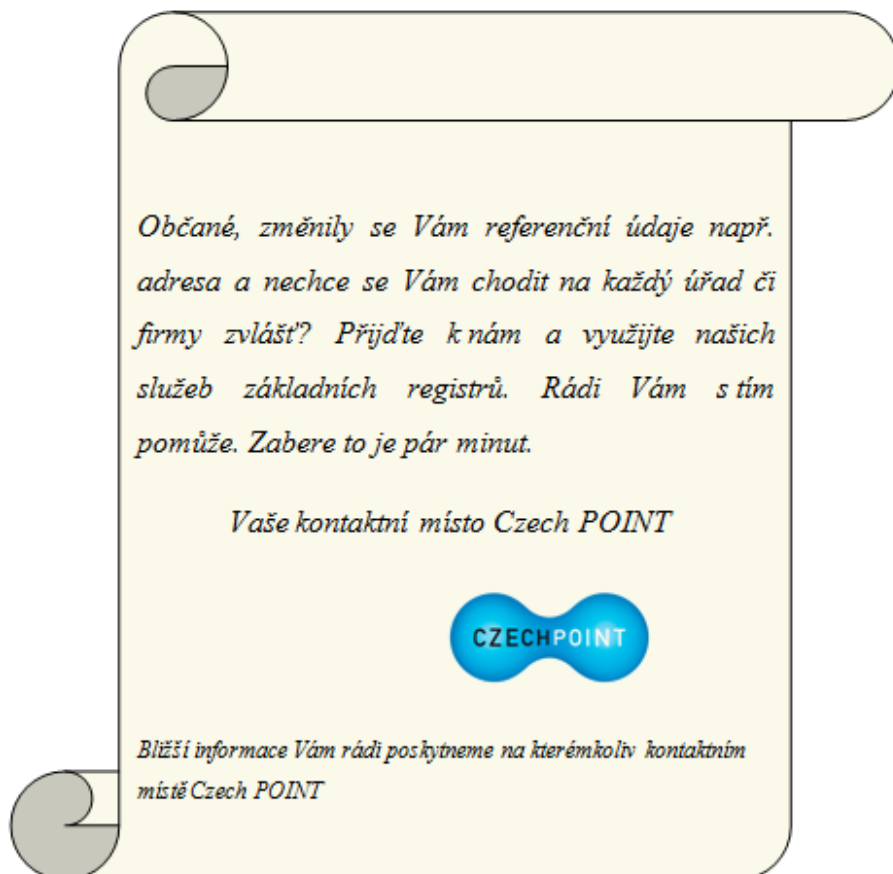 Občané, změnily se Vám referenční údaje např.
adresa a nechce se Vám chodit na každý úřad či
firmy zvlášť? Přijďte k nám a využijte našich
služeb základních registrů. Rádi Vám s tím
pomůže. Zabere to je pár minut.
Vaše kontaktní místo Czech POINT
CZECHPOINT
Bližší informace Vám rádi poskytneme na kterémkoliv kontaktním
místě Czech POINT